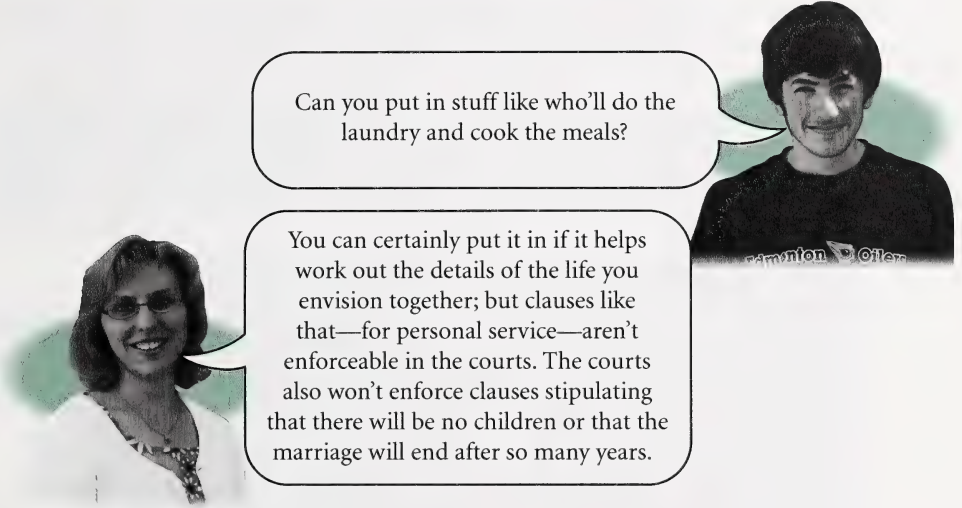 Can you put in stuff like who'll do the
laundry and cook the meals?
You can certainly put it in if it helps
work out the details of the life you
envision together; but clauses like
that—for personal service—aren't
enforceable in the courts. The courts
also won't enforce clauses stipulating
that there will be no children or that the
marriage will end after so many years.